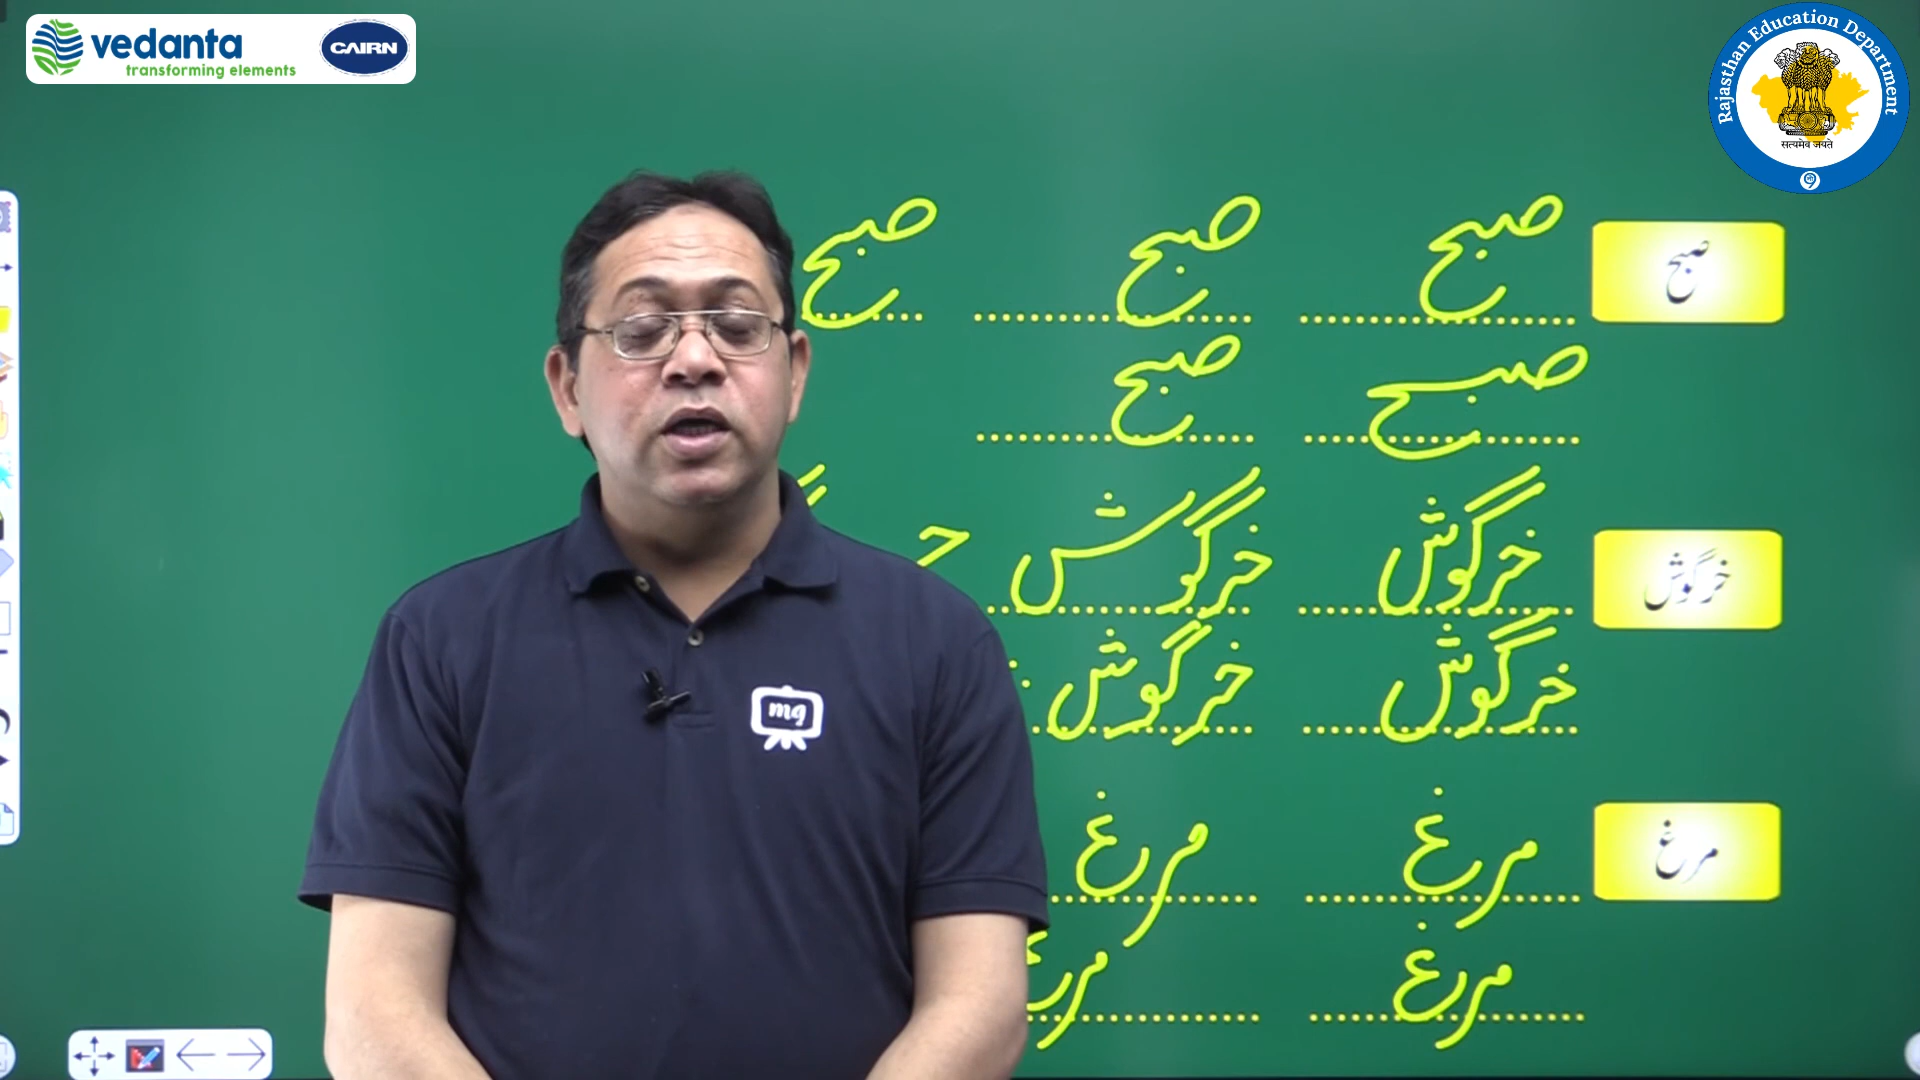 vedanta
transforming elements
CAIRN
Rajasthan Education Department
सत्यमेव जयते
صبح صبح صبح صبح
صبح صبح
خرگوش خرگوش خرگوش
خرگوش خرگوش
مرغ مرغ مرغ
مرغ
mg